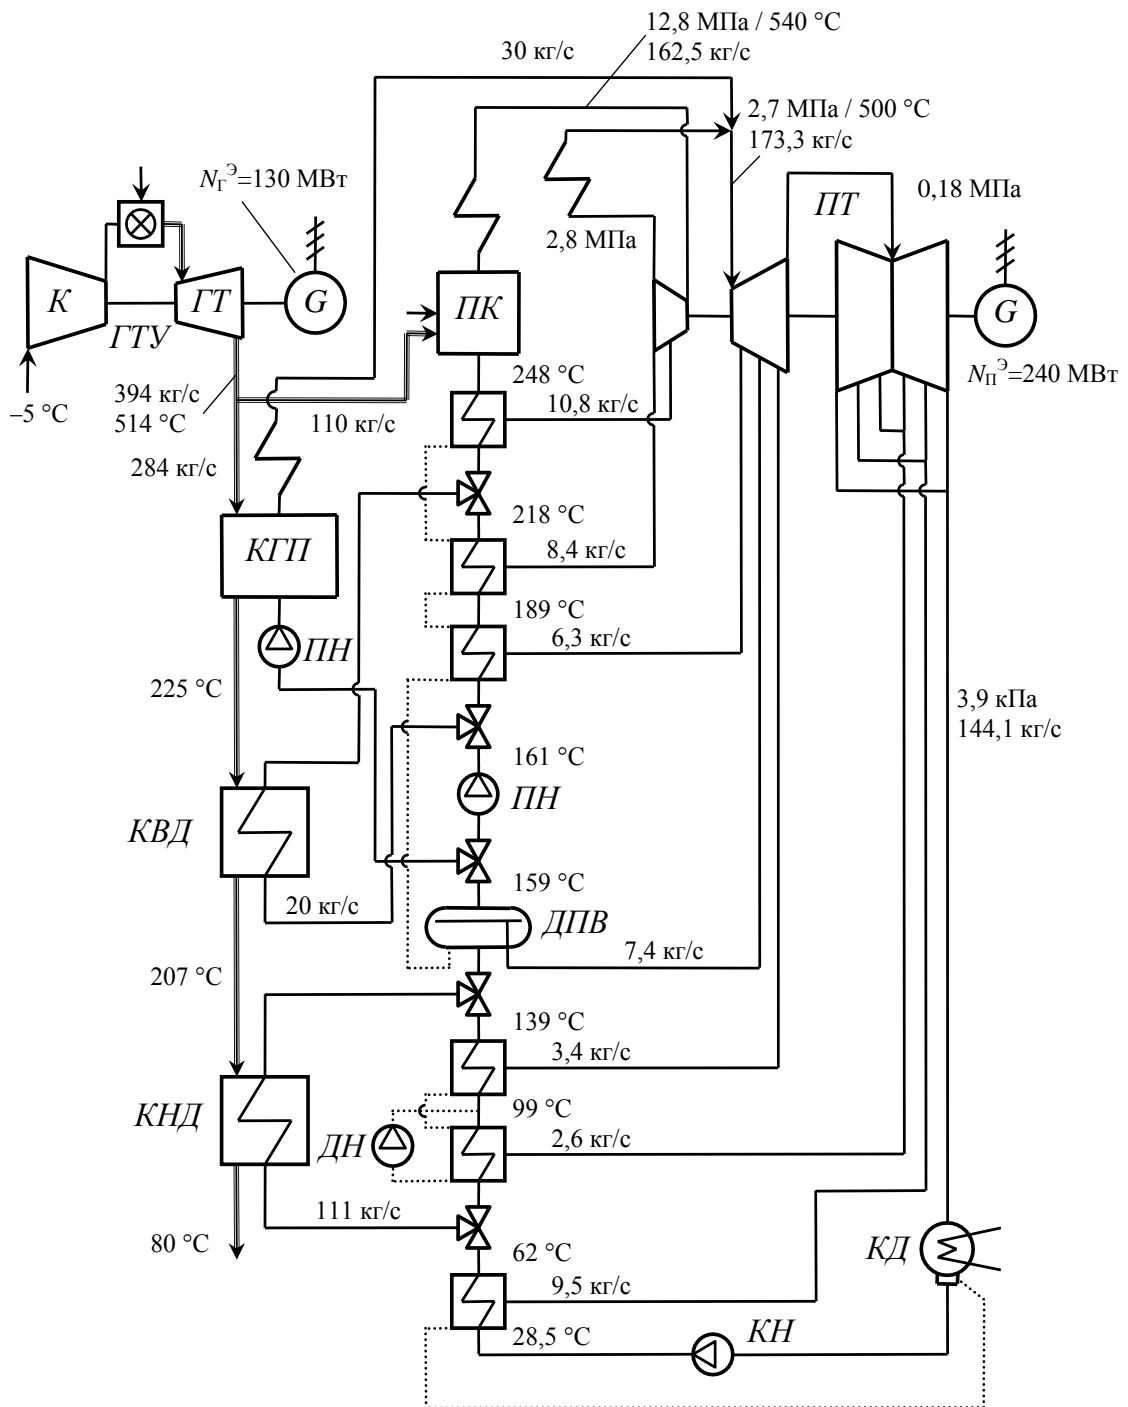 12,8 МПа / 540 °С
30 кг/с
162,5 кг/с
2,7 МПа / 500 °С
173,3 кг/с
NГЭ=130 МВт
ПТ
0,18 МПа
2,8 МПа
К
ГТ
G
ПК
G
ГТУ
–5 °С
394 кг/с
514 °С
110 кг/с
248 °С
10,8 кг/с
NПЭ=240 МВт
284 кг/с
218 °С
КГП
8,4 кг/с
189 °С
6,3 кг/с
ПН
225 °С
3,9 кПа
144,1 кг/с
161 °С
ПН
КВД
159 °С
20 кг/с
ДПВ
7,4 кг/с
207 °С
139 °С
3,4 кг/с
КНД
99 °С
ДН
2,6 кг/с
111 кг/с
80 °С
62 °С
КД
9,5 кг/с
28,5 °С
КН